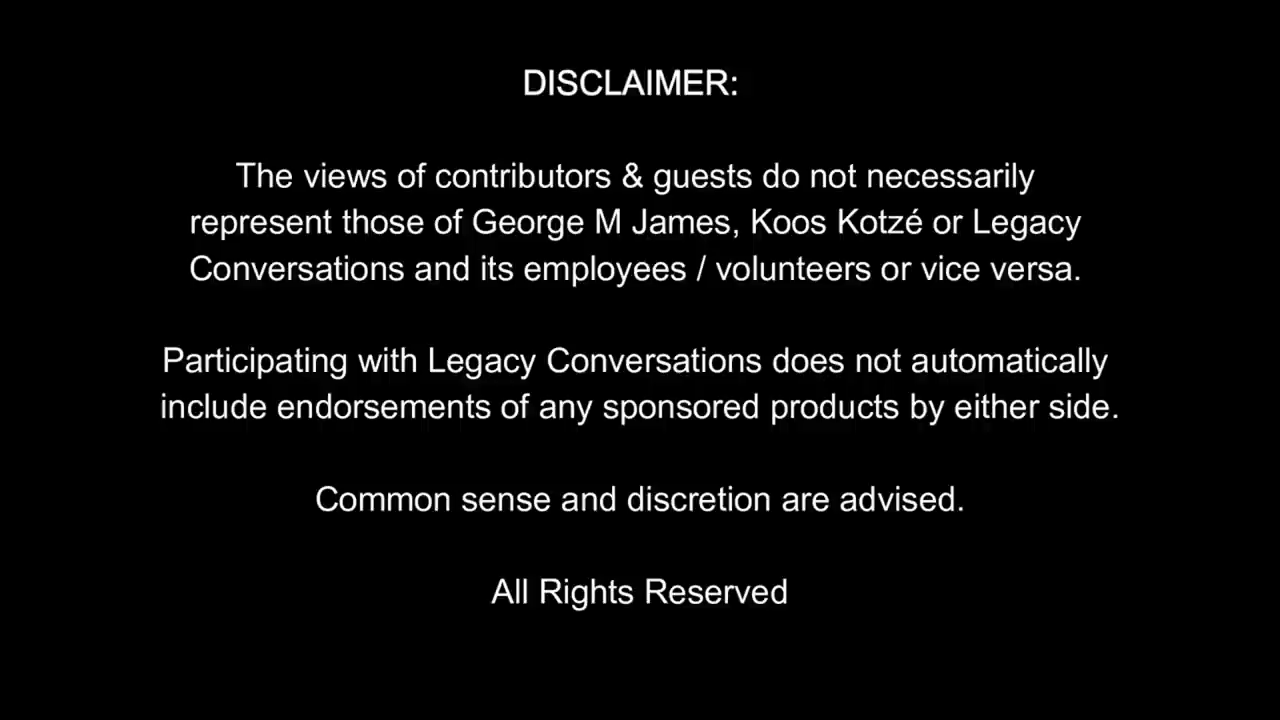 DISCLAIMER:
The views of contributors & guests do not necessarily
represent those of George M James, Koos Kotzé or Legacy
Conversations and its employees / volunteers or vice versa.
Participating with Legacy Conversations does not automatically
include endorsements of any sponsored products by either side.
Common sense and discretion are advised.
All Rights Reserved